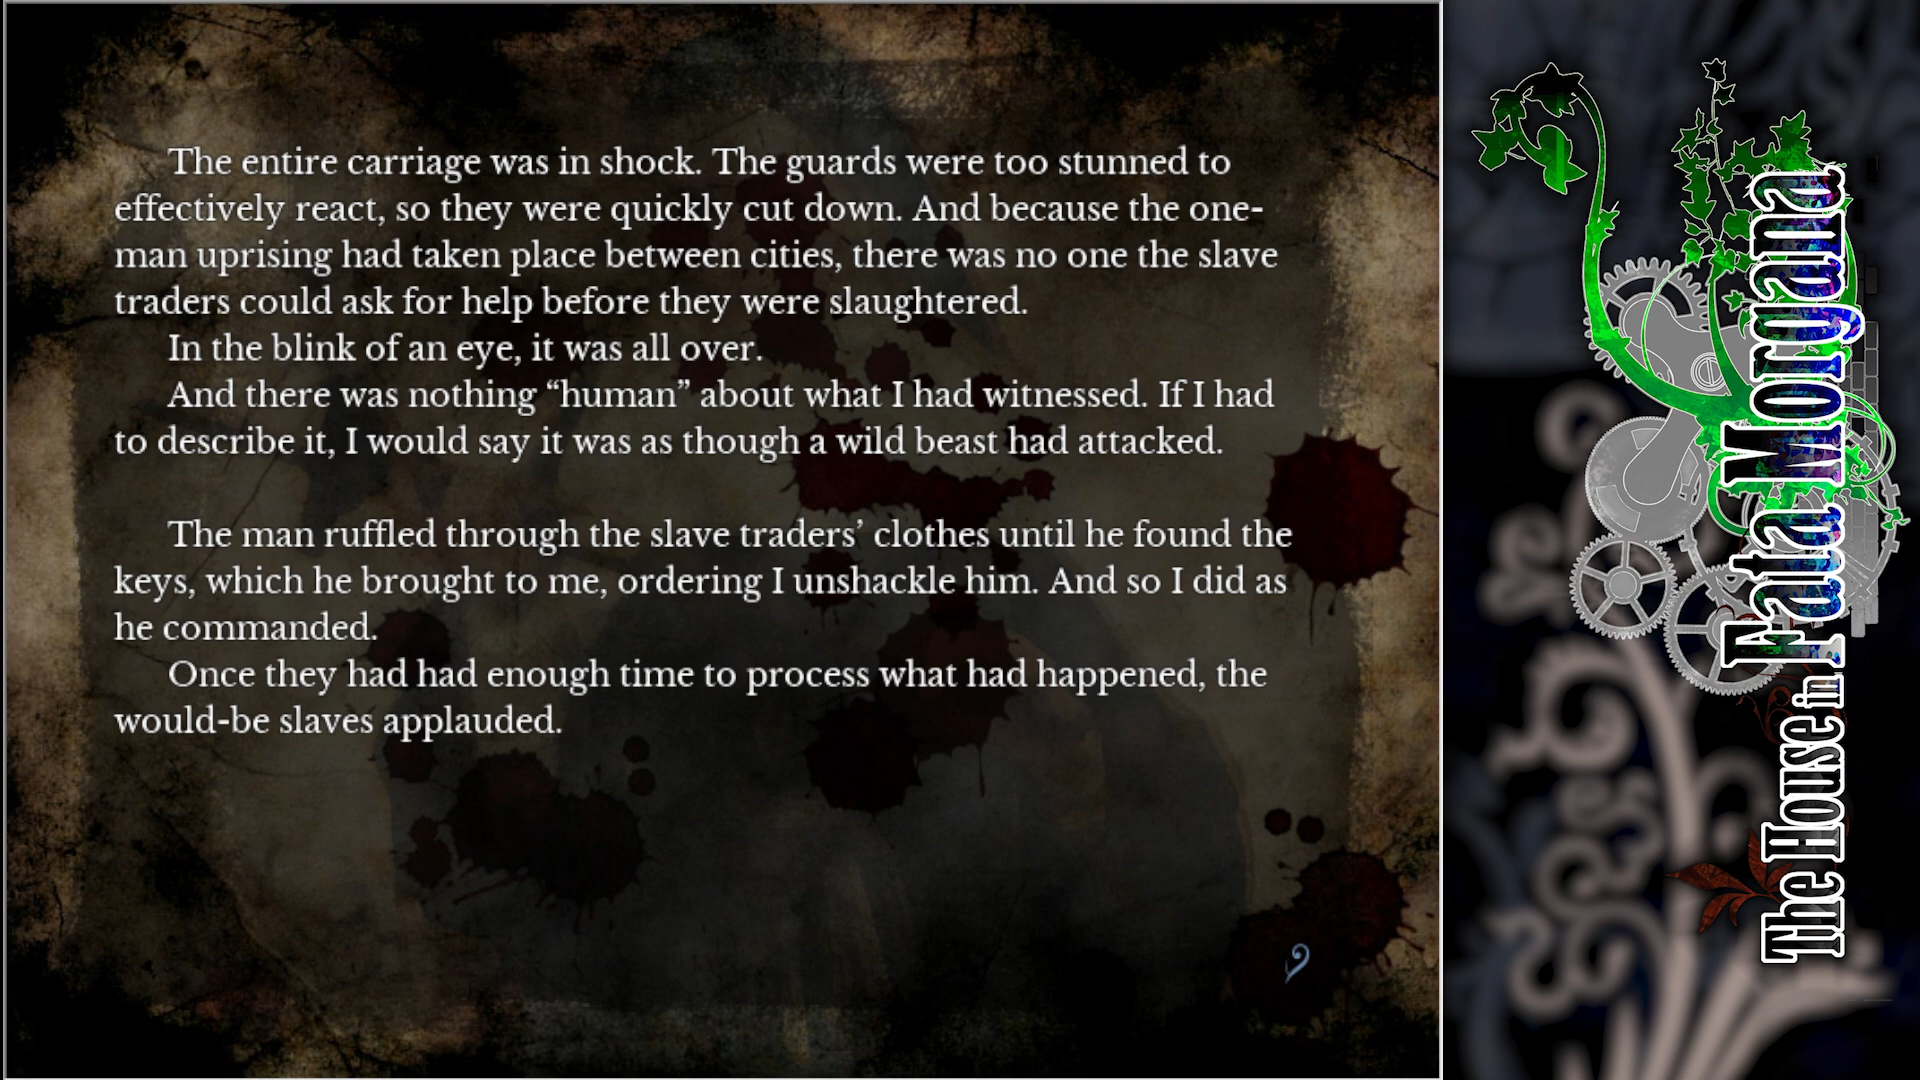 The entire carriage was in shock. The guards were too stunned to
effectively react, so they were quickly cut down. And because the one-
man uprising had taken place between cities, there was no one the slave
traders could ask for help before they were slaughtered.
In the blink of an eye, it was all over.
And there was nothing “human” about what I had witnessed. If I had
to describe it, I would say it was as though a wild beast had attacked.
The man ruffled through the slave traders’ clothes until he found the
keys, which he brought to me, ordering I unshackle him. And so I did as
he commanded.
Once they had had enough time to process what had happened, the
would-be slaves applauded.
The House in Fata Morgana